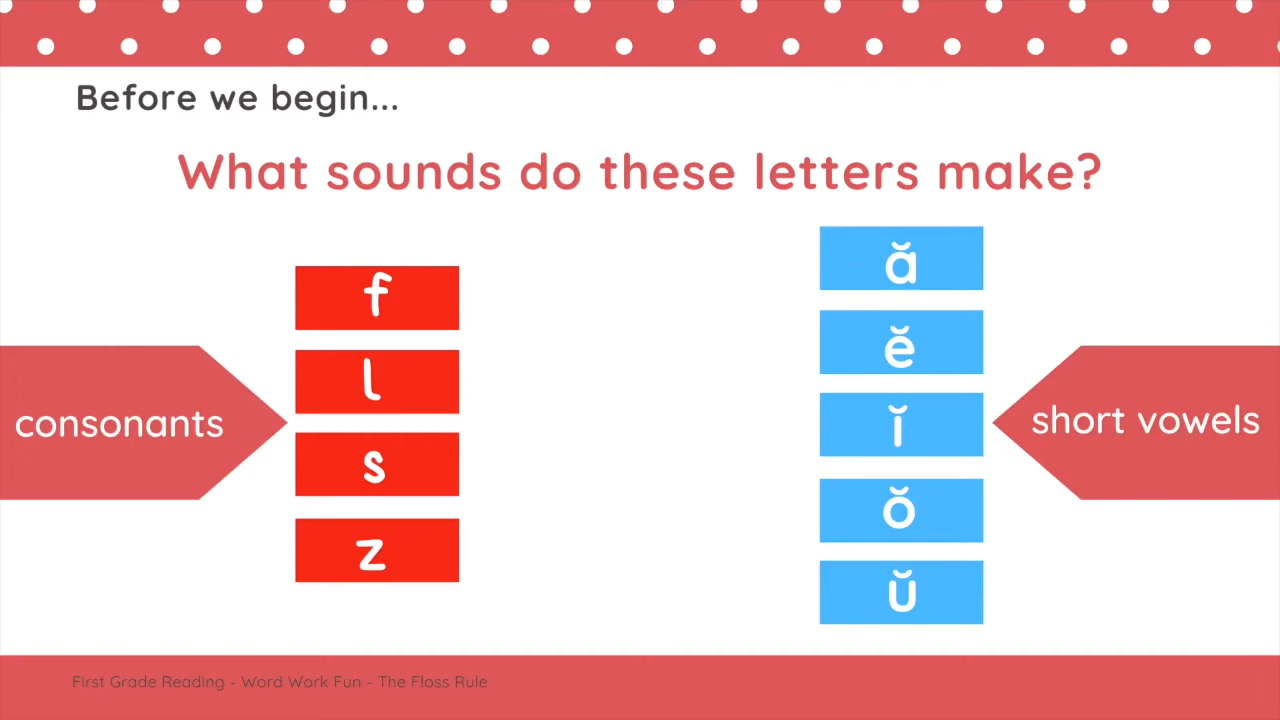 Before we begin...
What sounds do these letters make?
consonants
f
l
s
z
ă
ĕ
ĭ
ŏ
ŭ
short vowels
First Grade Reading - Word Work Fun - The Floss Rule